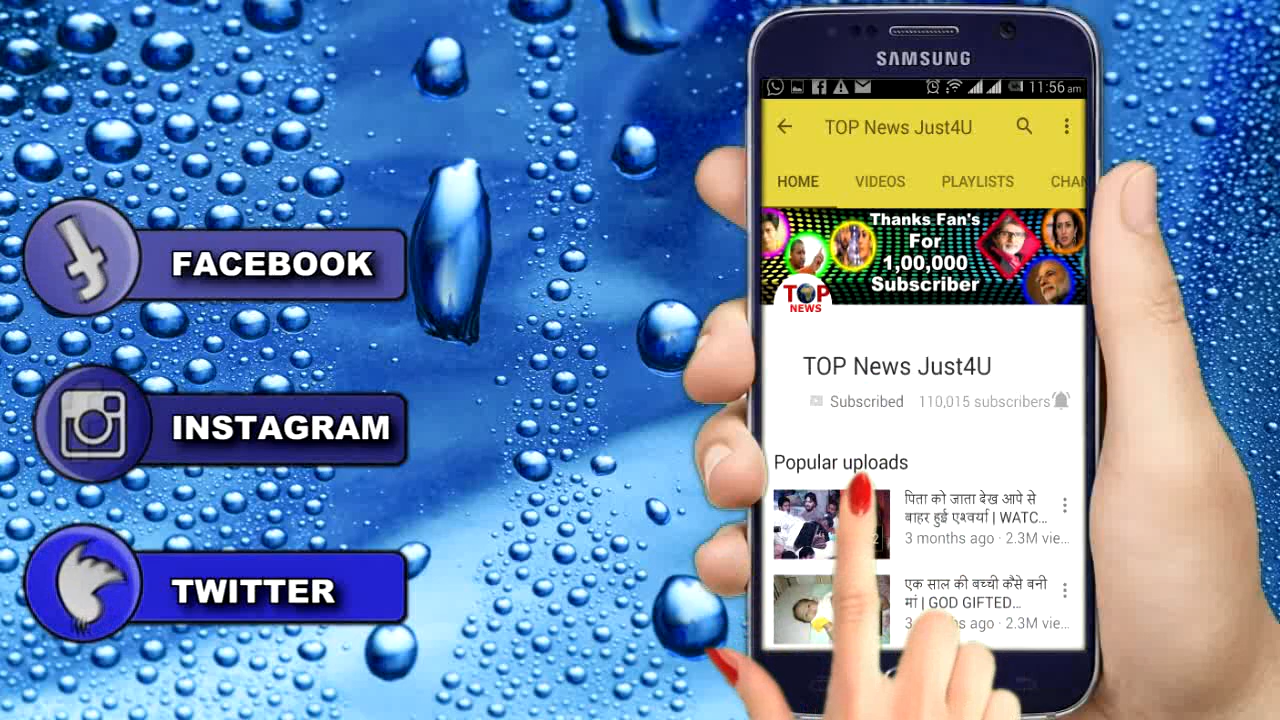 FACEBOOK
INSTAGRAM
TWITTER
SAMSUNG
11:56 am
TOP News Just4U
HOME VIDEOS PLAYLISTS CHAN
Thanks Fan's
For
1,00,000
Subscriber
TOP
NEWS
TOP News Just4U
Subscribed 110,015 subscribers
Popular uploads
पिता को जाता देख आपे से
बाहर हुई एश्वर्या | WATC...
3 months ago · 2.3M vie...
एक साल की बच्ची कैसे बनी
मां | GOD GIFTED...
ago · 2.3M vie...